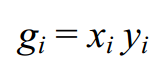 gᵢ = xᵢ yᵢ